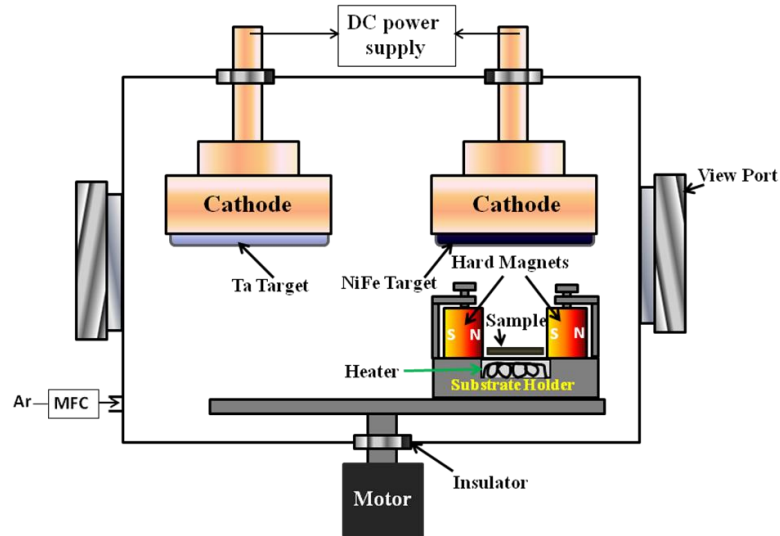 DC power
supply
Cathode
Cathode
View Port
Ta Target
NiFe Target
Hard Magnets
S N
Sample
S N
Heater
Substrate Holder
Ar
MFC
Insulator
Motor